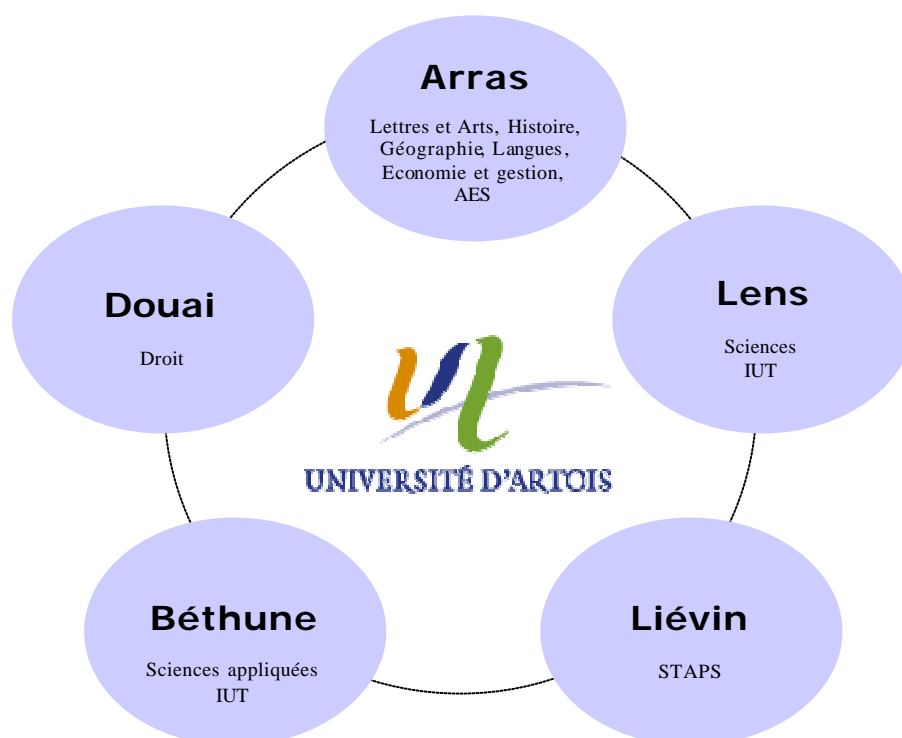 Arras
Lettres et Arts, Histoire,
Géographie, Langues,
Economie et gestion,
AES
Douai
Droit
Lens
Sciences
IUT
UNIVERSITÉ D'ARTOIS
Béthune
Sciences appliquées
IUT
Liévin
STAPS